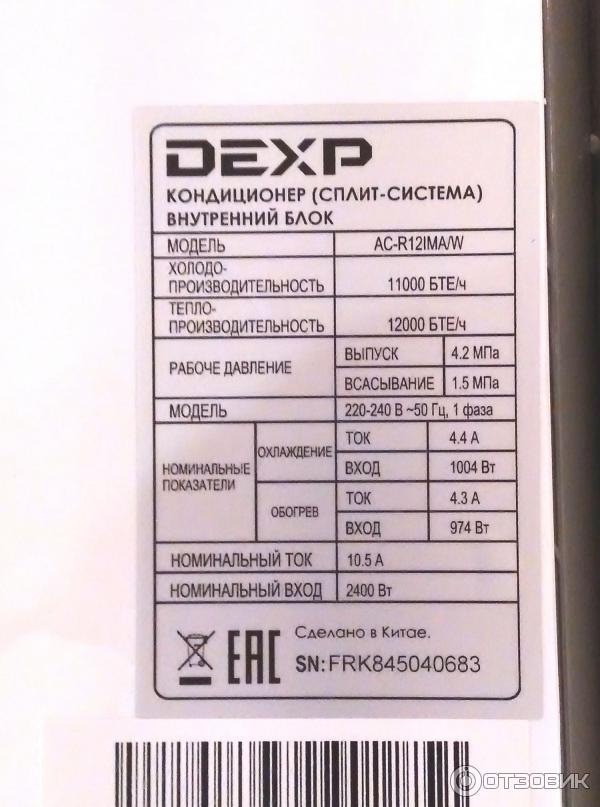 DEXP
КОНДИЦИОНЕР (СПЛИТ-СИСТЕМА)
ВНУТРЕННИЙ БЛОК
МОДЕЛЬ AC-R12IMA/W
ХОЛОДО-
ПРОИЗВОДИТЕЛЬНОСТЬ 11000 БТЕ/ч
ТЕПЛО-
ПРОИЗВОДИТЕЛЬНОСТЬ 12000 БТЕ/ч
РАБОЧЕ ДАВЛЕНИЕ
ВЫПУСК 4.2 МПа
ВСАСЫВАНИЕ 1.5 МПа
МОДЕЛЬ 220-240 В ~50 Гц, 1 фаза
НОМИНАЛЬНЫЕ
ПОКАЗАТЕЛИ
ОХЛАЖДЕНИЕ
ТОК 4.4 А
ВХОД 1004 Вт
ОБОГРЕВ
ТОК 4.3 А
ВХОД 974 Вт
НОМИНАЛЬНЫЙ ТОК 10.5 А
НОМИНАЛЬНЫЙ ВХОД 2400 Вт
EAC
Сделано в Китае.
SN:FRK845040683
ОТЗОВИК